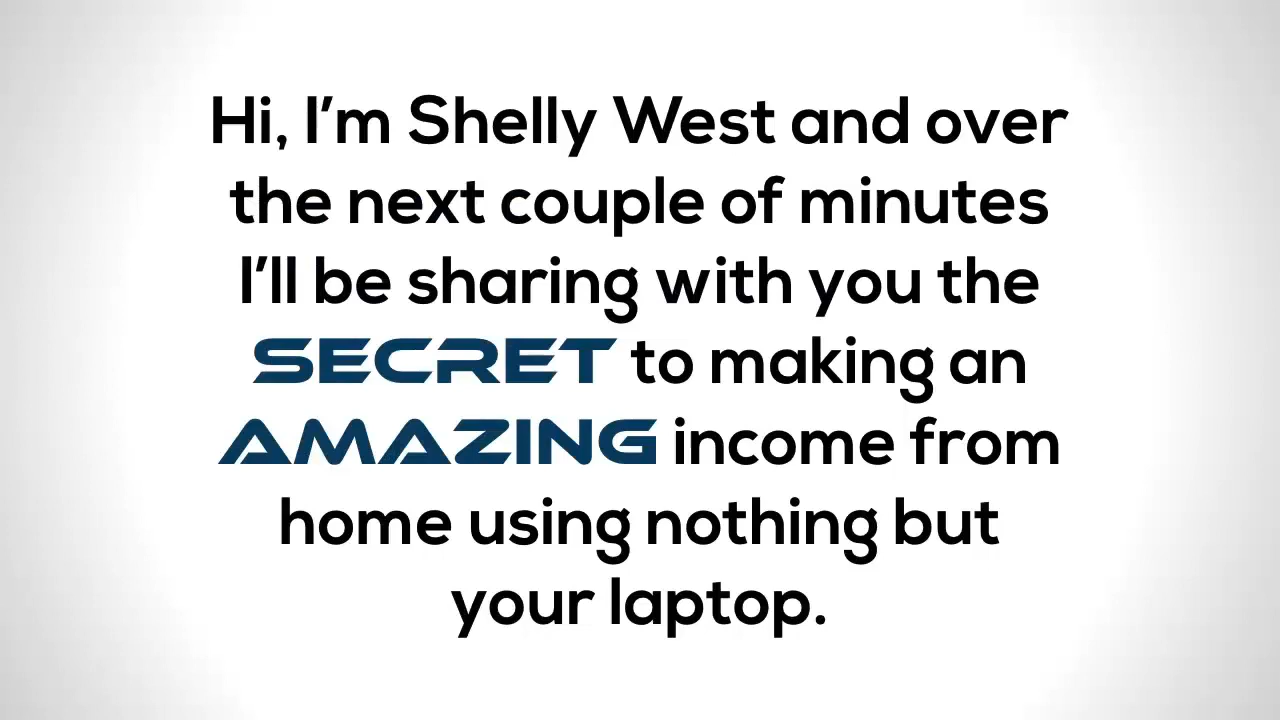 Hi, I’m Shelly West and over
the next couple of minutes
I’ll be sharing with you the
SECRET to making an
AMAZING income from
home using nothing but
your laptop.